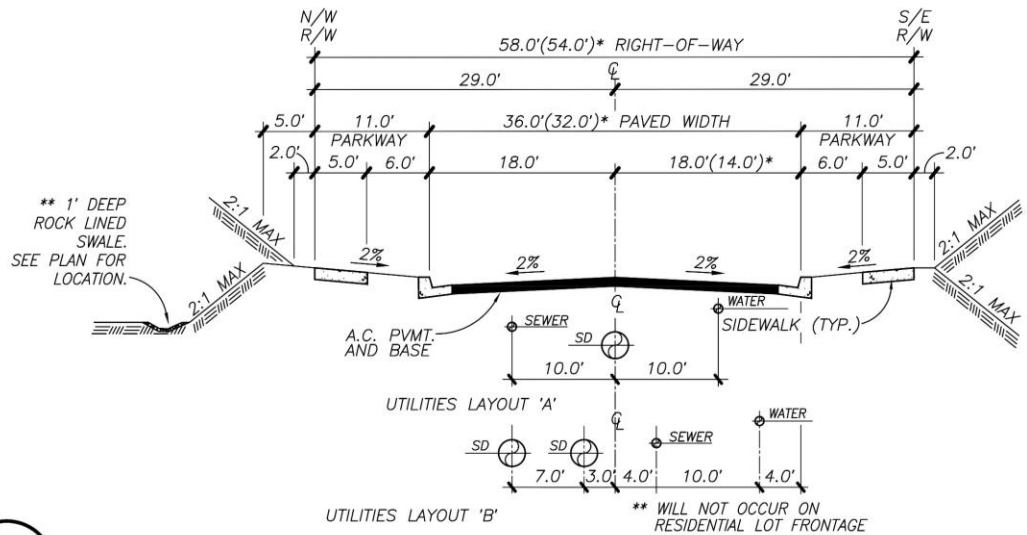 N/W
R/W
S/E
R/W
58.0'(54.0')* RIGHT-OF-WAY
℄
29.0'
29.0'
5.0'
11.0'
PARKWAY
36.0'(32.0')* PAVED WIDTH
11.0'
PARKWAY
2.0'
5.0'
6.0'
18.0'
18.0'(14.0')*
6.0'
5.0'
2.0'
** 1' DEEP
ROCK LINED
SWALE.
SEE PLAN FOR
LOCATION.
2:1 MAX
2:1 MAX
2%
2%
2%
2%
2:1 MAX
2:1 MAX
℄
A.C. PVMT.
AND BASE
SEWER
SD
WATER
SIDEWALK (TYP.)
10.0'
10.0'
UTILITIES LAYOUT 'A'
℄
SD
SD
SEWER
WATER
7.0'
3.0'
4.0'
10.0'
4.0'
UTILITIES LAYOUT 'B'
** WILL NOT OCCUR ON
RESIDENTIAL LOT FRONTAGE